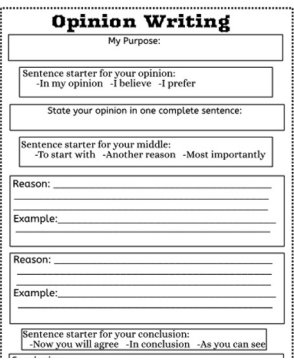 Opinion Writing
My Purpose:
Sentence starter for your opinion:
-In my opinion -I believe -I prefer
State your opinion in one complete sentence:
Sentence starter for your middle:
-To start with -Another reason -Most importantly
Reason:
Example:
Reason:
Example:
Sentence starter for your conclusion:
-Now you will agree -In conclusion -As you can see